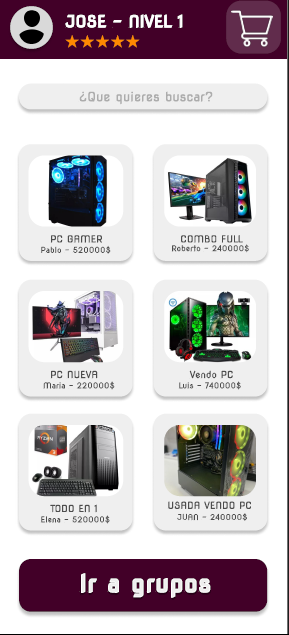 JOSE - NIVEL 1
¿Que quieres buscar?
PC GAMER
Pablo - 520000$
COMBO FULL
Roberto - 240000$
PC NUEVA
Maria - 220000$
Vendo PC
Luis - 740000$
RYZEN
TODO EN 1
Elena - 520000$
USADA VENDO PC
JUAN - 240000$
Ir a grupos